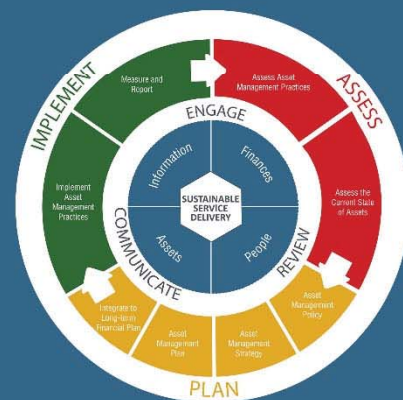 IMPLEMENT
ASSESS
PLAN
Measure and
Report
Assess Asset
Management Practices
Implement
Asset
Management
Practices
Assess the
Current State
of Assets
Integrate to
Long-term
Financial Plan
Asset
Management
Plan
Asset
Management
Strategy
Asset
Management
Policy
ENGAGE
COMMUNICATE
REVIEW
Information
Finances
Assets
People
SUSTAINABLE
SERVICE
DELIVERY